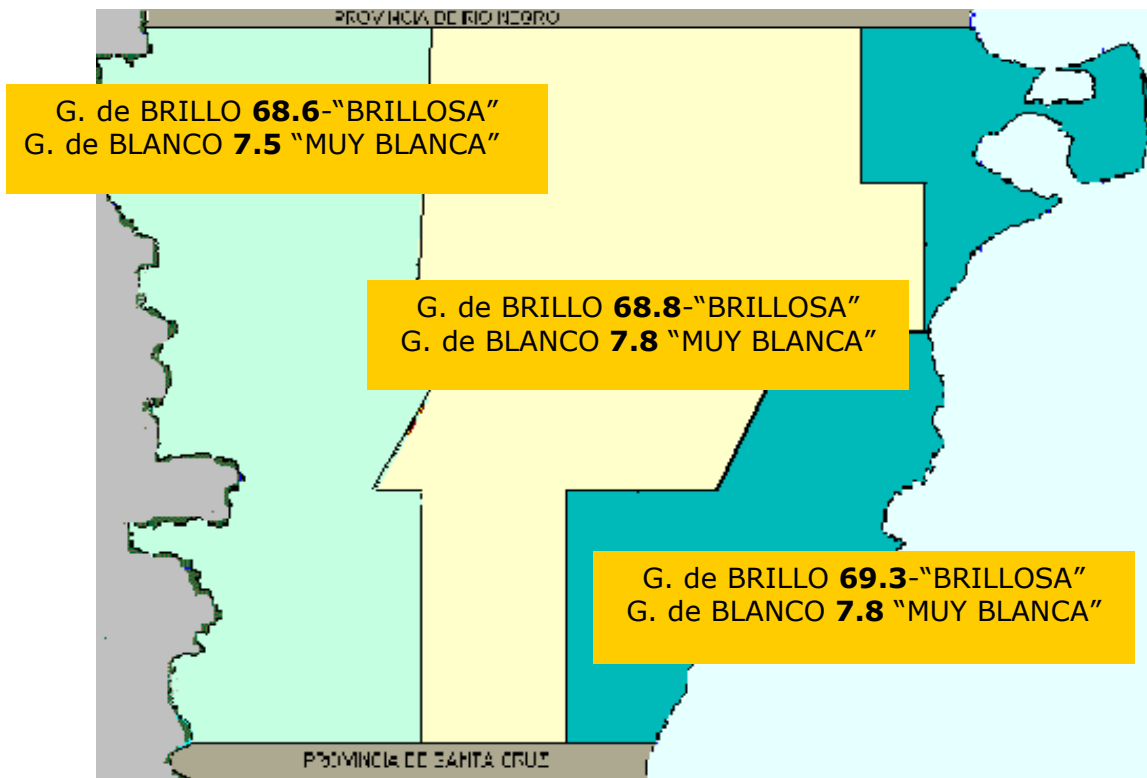 PROVINCIA DE RIO NEGRO
G. de BRILLO 68.6-“BRILLOSA”
G. de BLANCO 7.5 “MUY BLANCA”
G. de BRILLO 68.8-“BRILLOSA”
G. de BLANCO 7.8 “MUY BLANCA”
G. de BRILLO 69.3-“BRILLOSA”
G. de BLANCO 7.8 “MUY BLANCA”
PROVINCIA DE SANTA CRUZ